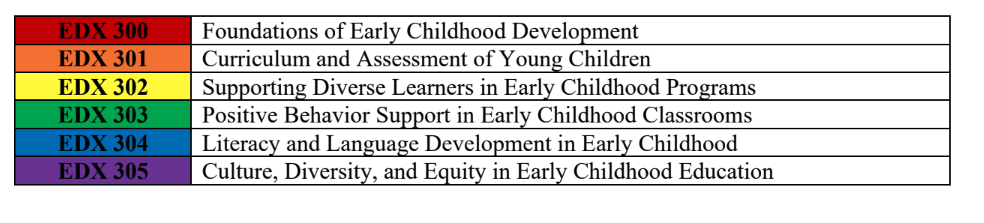 EDX 300 Foundations of Early Childhood Development
EDX 301 Curriculum and Assessment of Young Children
EDX 302 Supporting Diverse Learners in Early Childhood Programs
EDX 303 Positive Behavior Support in Early Childhood Classrooms
EDX 304 Literacy and Language Development in Early Childhood
EDX 305 Culture, Diversity, and Equity in Early Childhood Education